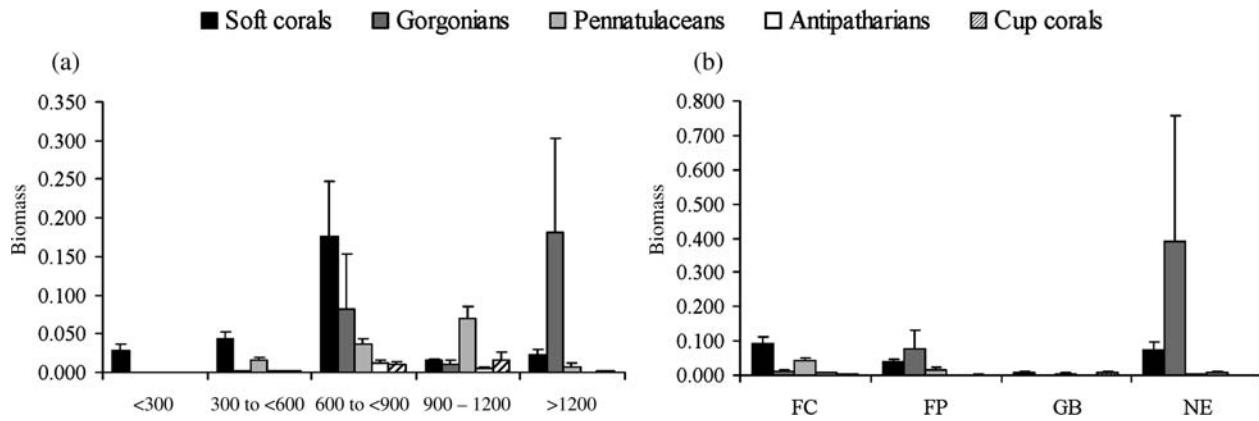 Soft corals Gorgonians Pennatulaceans Antipatharians Cup corals
(a)
Biomass
0.350
0.300
0.250
0.200
0.150
0.100
0.050
0.000
<300 300 to <600 600 to <900 900 – 1200 >1200
(b)
Biomass
0.800
0.700
0.600
0.500
0.400
0.300
0.200
0.100
0.000
FC FP GB NE